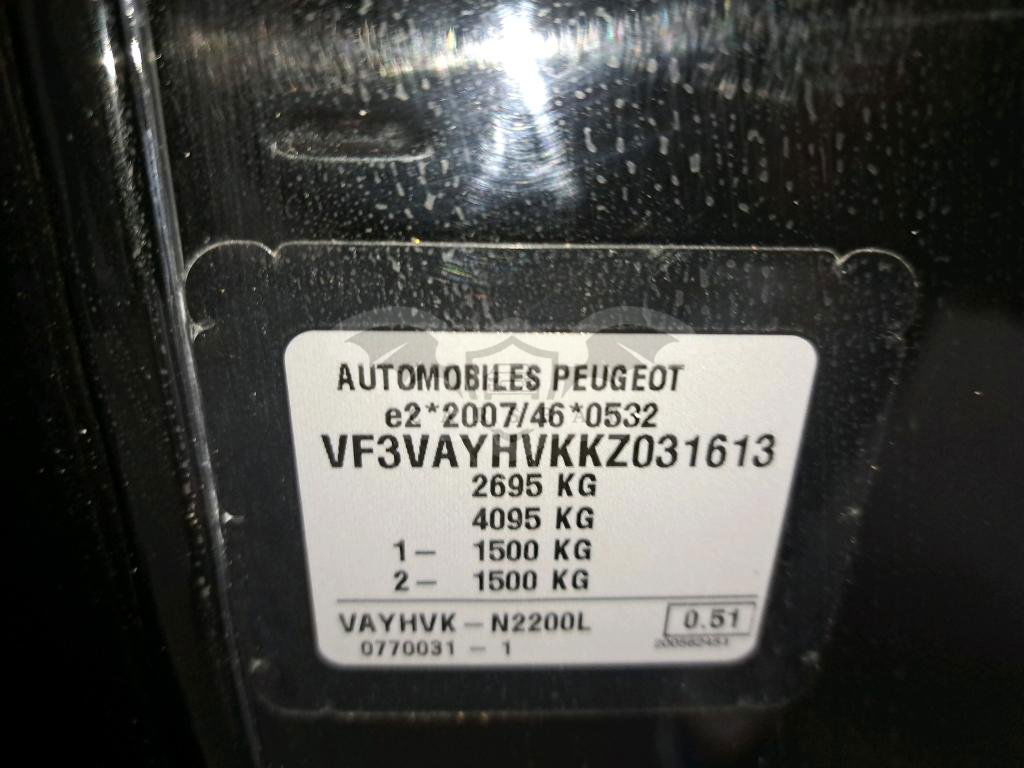 AUTOMOBILES PEUGEOT
e2*2007/46*0532
VF3VAYHVKKZ031613
2695 KG
4095 KG
1- 1500 KG
2- 1500 KG
VAYHVK-N2200L 0.51
0770031 - 1